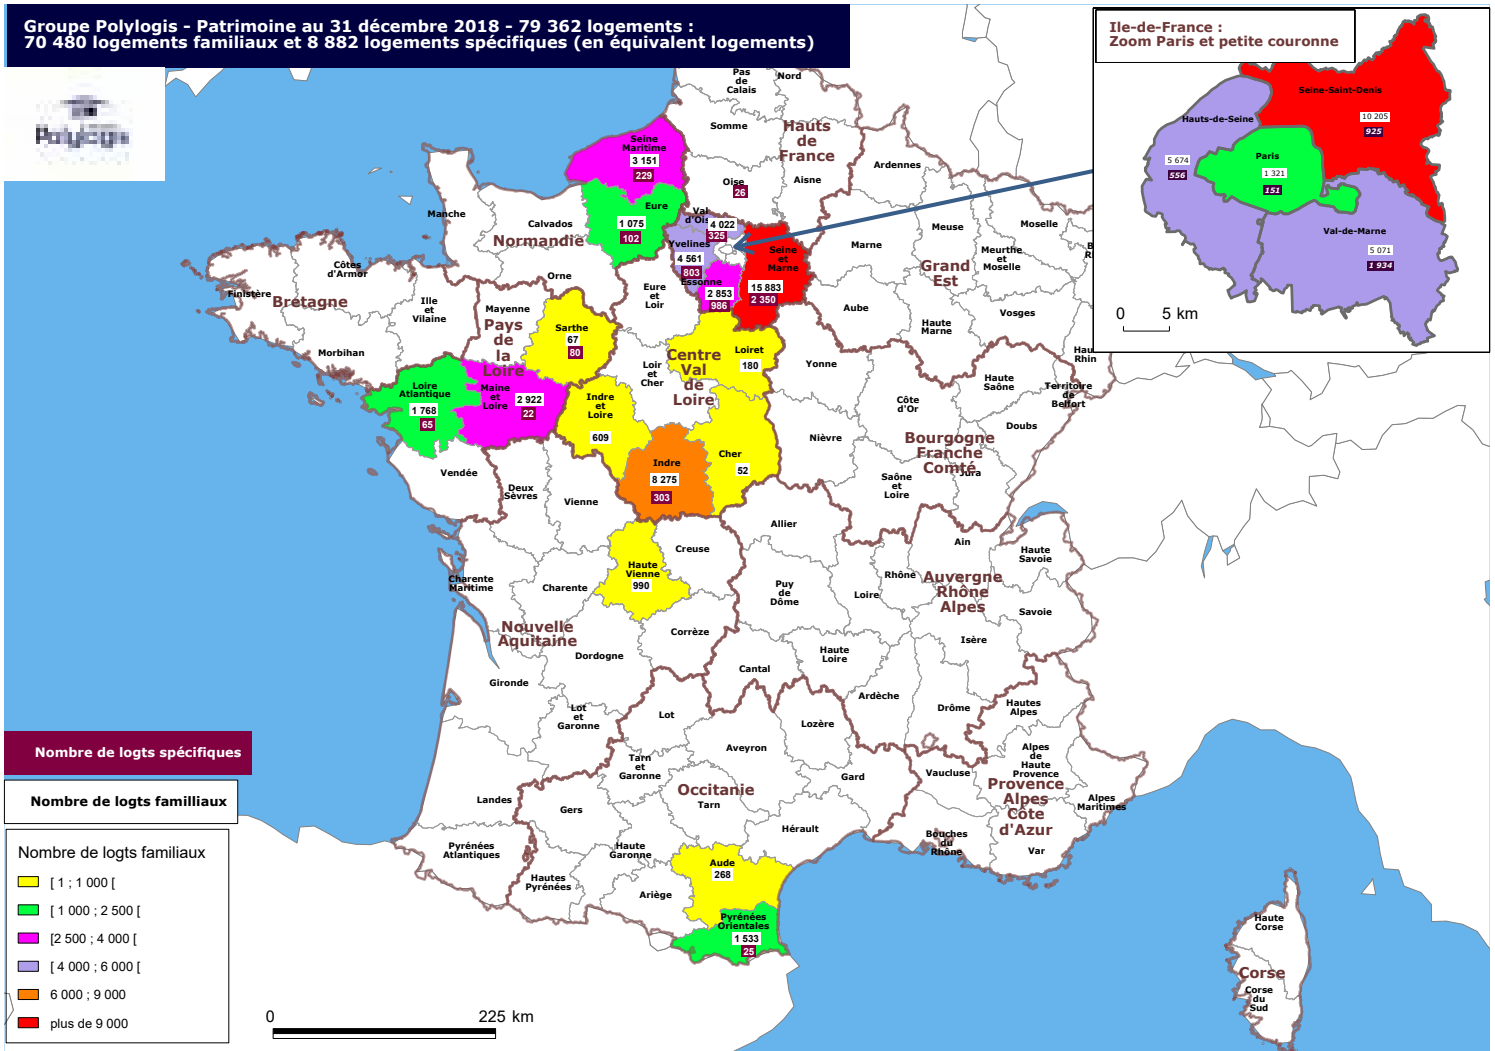 Groupe Polylogis - Patrimoine au 31 décembre 2018 - 79 362 logements :
70 480 logements familiaux et 8 882 logements spécifiques (en équivalent logements)
Polylogis
Ile-de-France :
Zoom Paris et petite couronne
Seine-Saint-Denis
10 205
925
Hauts-de-Seine
5 674
556
Paris
1 321
151
Val-de-Marne
5 071
1 934
0 5 km
Pas
de
Calais
Nord
Somme
Hauts
de
France
Aisne
Oise
26
Ardennes
Seine
Maritime
3 151
229
Eure
1 075
102
Manche
Calvados
Normandie
Orne
Val
d'Ois
4 022
325
Yvelines
4 561
803
Essonne
2 853
986
Seine
et
Marne
15 883
2 350
Marne
Meuse
Moselle
Meurthe
et
Moselle
B
R
Grand
Est
Aube
Haute
Marne
Vosges
Hau
Rhin
Finistère
Côtes
d'Armor
Bretagne
Ille
et
Vilaine
Morbihan
Mayenne
Pays
de
la
Loire
Sarthe
67
80
Eure
et
Loir
Loir
et
Cher
Centre
Val
de
Loire
Loiret
180
Yonne
Loire
Atlantique
1 768
65
Maine
et
Loire
2 922
22
Indre
et
Loire
609
Indre
8 275
303
Cher
52
Nièvre
Côte
d'Or
Haute
Saône
Territoire
de
Belfort
Doubs
Bourgogne
Franche
Comté
Jura
Saône
et
Loire
Vendée
Deux
Sèvres
Vienne
Charente
Maritime
Charente
Haute
Vienne
990
Creuse
Corrèze
Nouvelle
Aquitaine
Dordogne
Gironde
Lot
et
Garonne
Landes
Pyrénées
Atlantiques
Allier
Puy
de
Dôme
Cantal
Haute
Loire
Loire
Rhône
Ain
Auvergne
Rhône
Alpes
Haute
Savoie
Savoie
Isère
Ardèche
Drôme
Lot
Aveyron
Lozère
Tarn
et
Garonne
Occitanie
Tarn
Gard
Gers
Hérault
Haute
Garonne
Hautes
Pyrénées
Ariège
Aude
268
Pyrénées
Orientales
1 533
25
Hautes
Alpes
Alpes
de
Haute
Provence
Vaucluse
Provence
Alpes
Côte
d'Azur
Alpes
Maritimes
Bouches
du
Rhône
Var
Haute
Corse
Corse
Corse
du
Sud
Nombre de logts spécifiques
Nombre de logts familliaux
Nombre de logts familiaux
[ 1 ; 1 000 [
[ 1 000 ; 2 500 [
[2 500 ; 4 000 [
[ 4 000 ; 6 000 [
6 000 ; 9 000
plus de 9 000
0 225 km